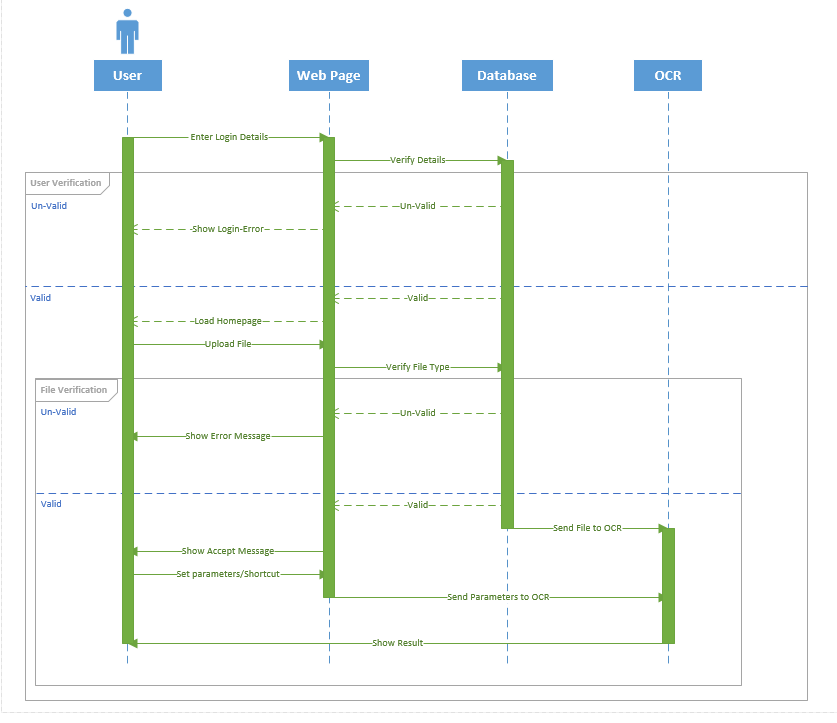 User
Web Page
Database
OCR
Enter Login Details
Verify Details
User Verification
Un-Valid
Un-Valid
Show Login-Error
Valid
Valid
Load Homepage
Upload File
Verify File Type
File Verification
Un-Valid
Un-Valid
Show Error Message
Valid
Valid
Send File to OCR
Show Accept Message
Set parameters/Shortcut
Send Parameters to OCR
Show Result